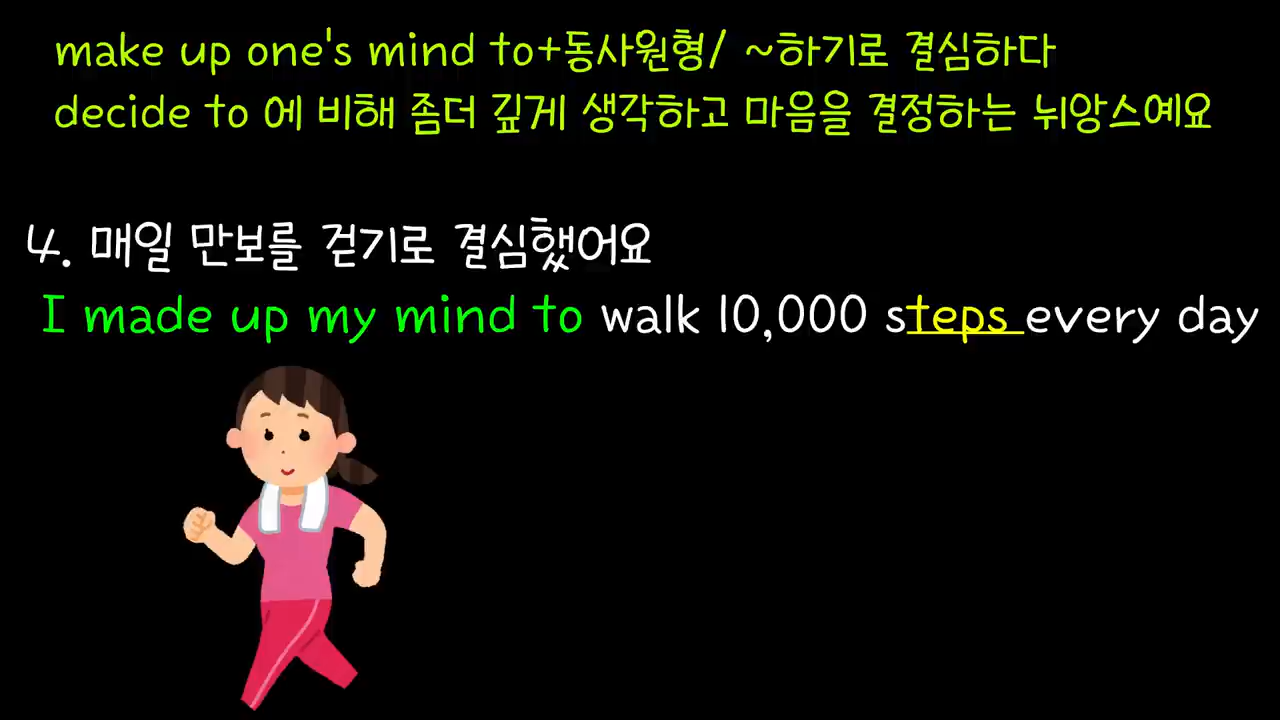 make up one's mind to+동사원형/ ~하기로 결심하다
decide to 에 비해 좀더 깊게 생각하고 마음을 결정하는 뉘앙스예요
4. 매일 만보를 걷기로 결심했어요
I made up my mind to walk 10,000 steps every day